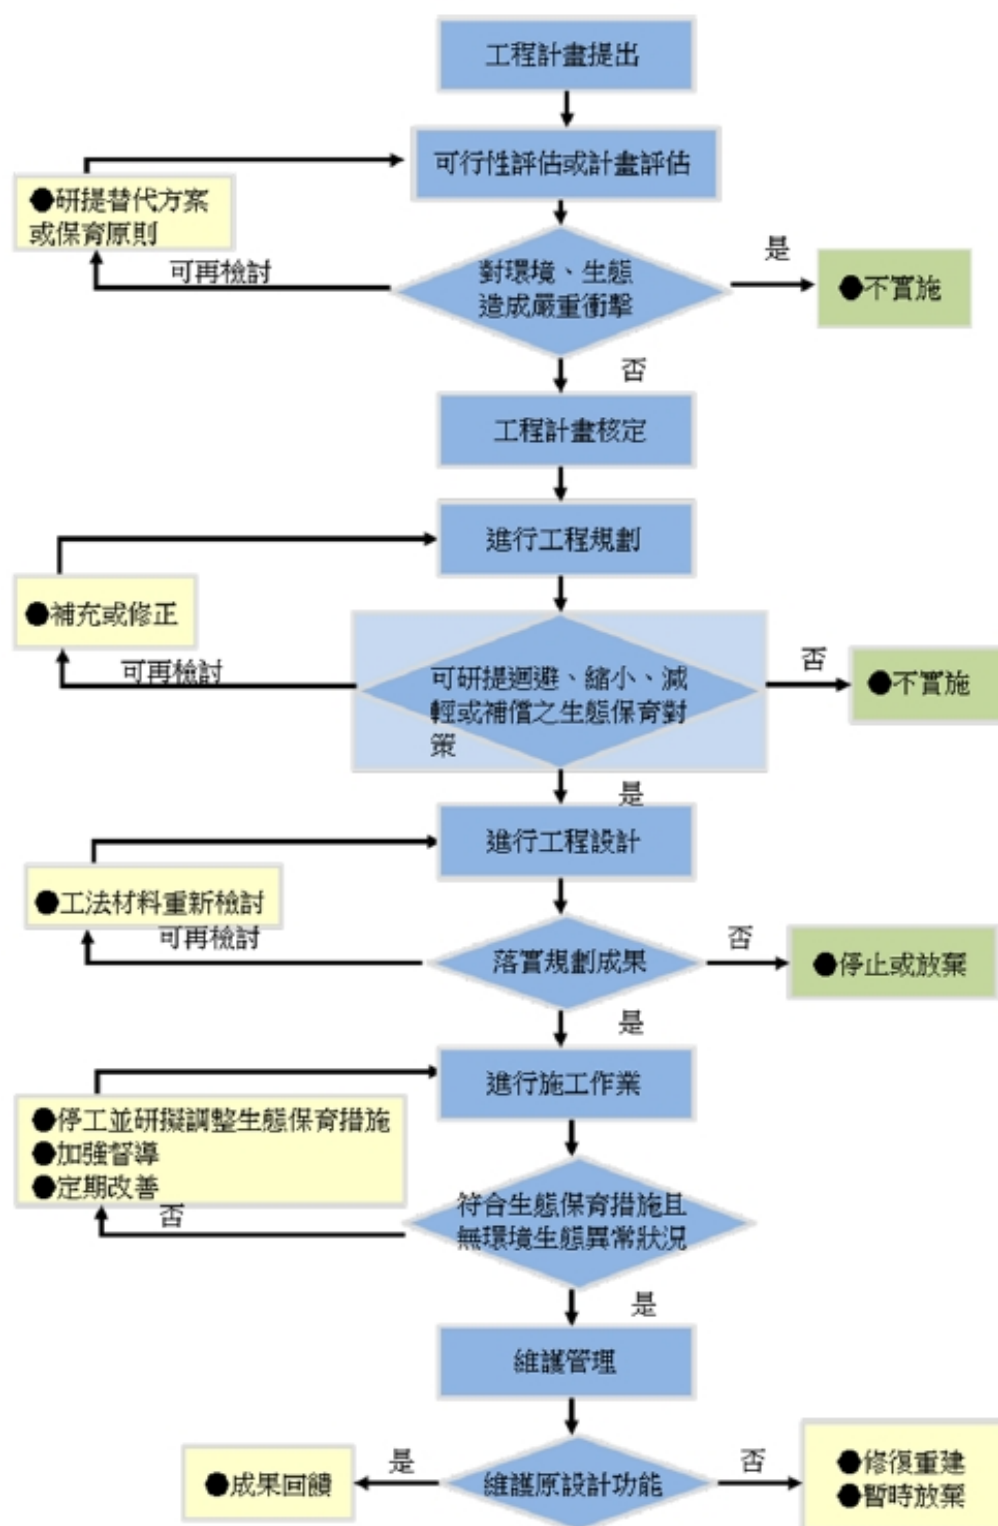 工程計畫提出
可行性評估或計畫評估
●研提替代方案
或保育原則
可再檢討
對環境、生態
造成嚴重衝擊
是
●不實施
否
工程計畫核定
進行工程規劃
●補充或修正
可再檢討
可研提迴避、縮小、減
輕或補償之生態保育對
策
否
●不實施
是
進行工程設計
●工法材料重新檢討
可再檢討
落實規劃成果
否
●停止或放棄
是
進行施工作業
●停工並研擬調整生態保育措施
●加強督導
●定期改善
否
符合生態保育措施且
無環境生態異常狀況
是
維護管理
●成果回饋
是
維護原設計功能
否
●修復重建
●暫時放棄